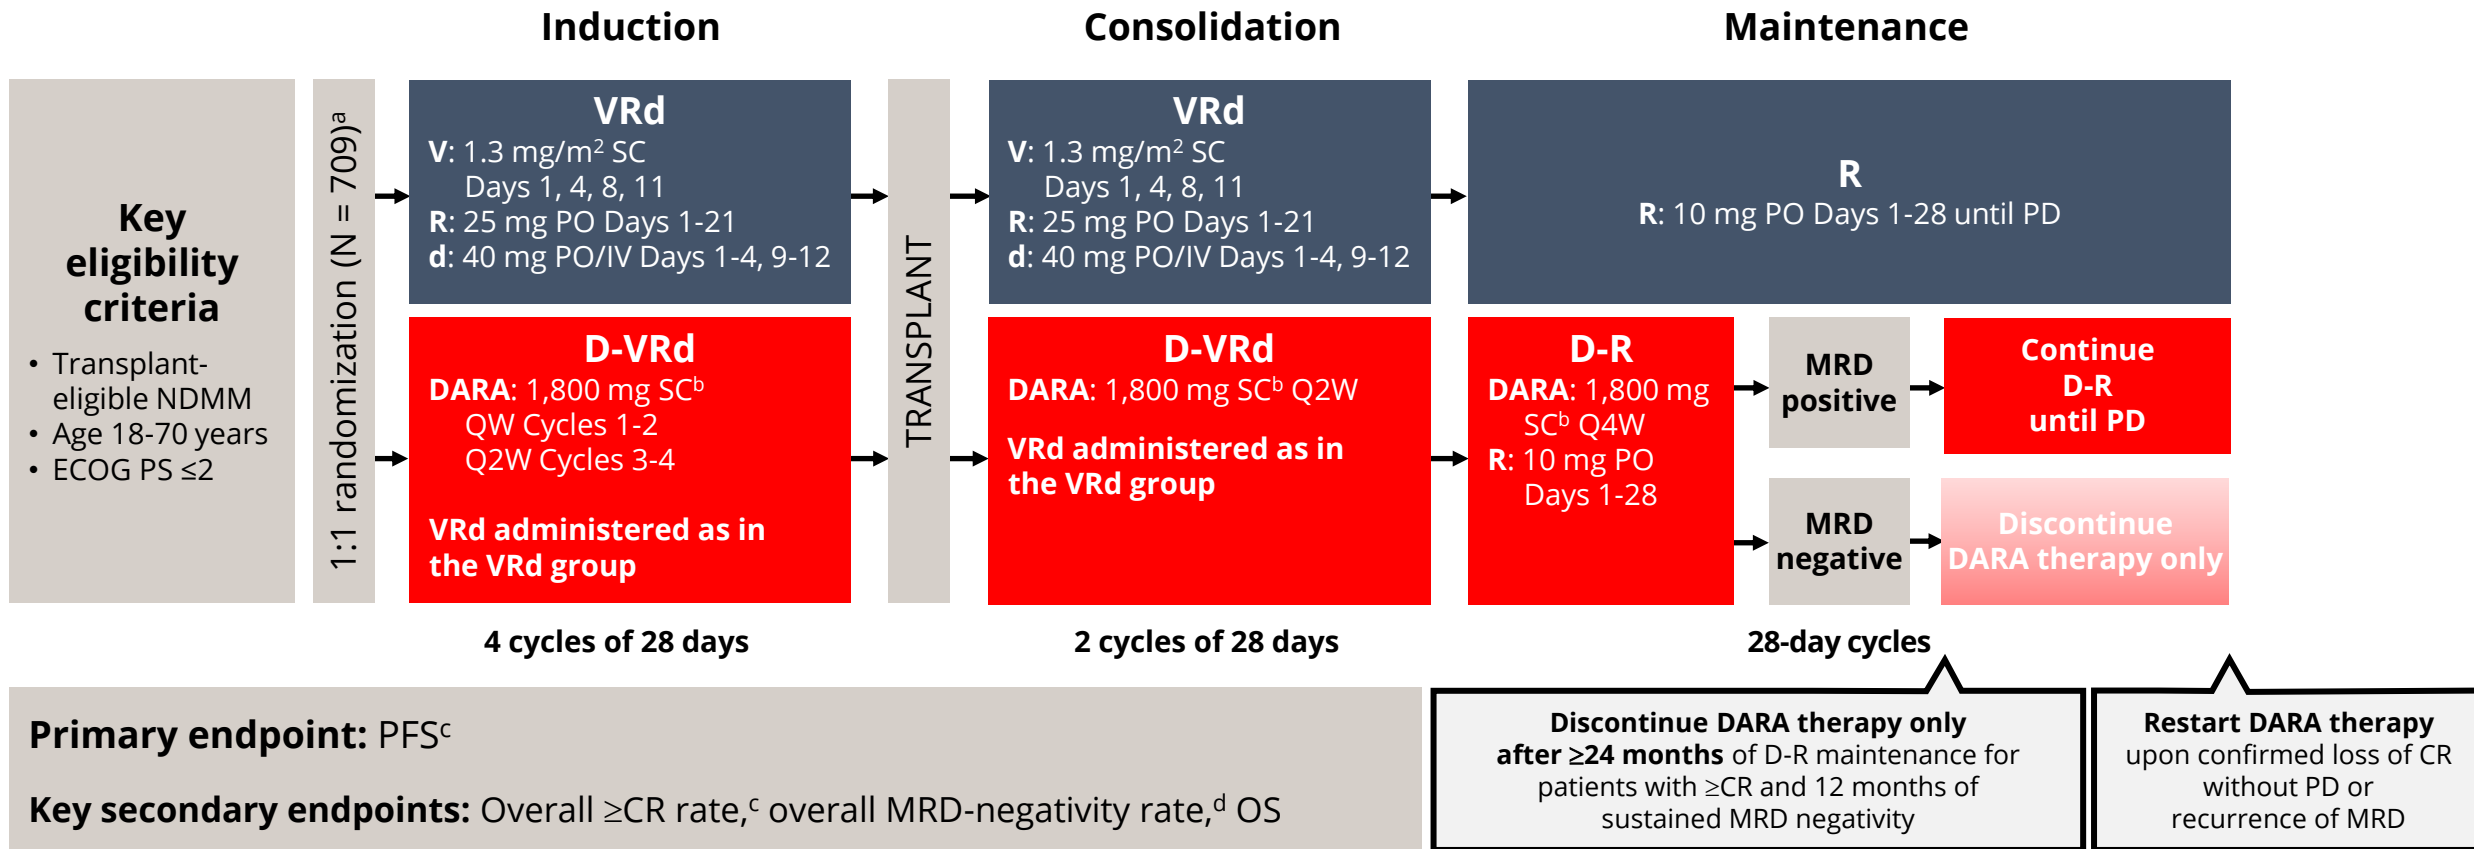 Induction
Consolidation
Maintenance
Key
eligibility
criteria
• Transplant-
eligible NDMM
• Age 18-70 years
• ECOG PS ≤2
1:1 randomization (N = 709)ᵃ
VRd
V: 1.3 mg/m² SC
Days 1, 4, 8, 11
R: 25 mg PO Days 1-21
d: 40 mg PO/IV Days 1-4, 9-12
D-VRd
DARA: 1,800 mg SCᵇ
QW Cycles 1-2
Q2W Cycles 3-4
VRd administered as in
the VRd group
TRANSPLANT
VRd
V: 1.3 mg/m² SC
Days 1, 4, 8, 11
R: 25 mg PO Days 1-21
d: 40 mg PO/IV Days 1-4, 9-12
D-VRd
DARA: 1,800 mg SCᵇ Q2W
VRd administered as in
the VRd group
R
R: 10 mg PO Days 1-28 until PD
D-R
DARA: 1,800 mg
SCᵇ Q4W
R: 10 mg PO
Days 1-28
MRD
positive
Continue
D-R
until PD
MRD
negative
Discontinue
DARA therapy only
4 cycles of 28 days
2 cycles of 28 days
28-day cycles
Primary endpoint: PFSᶜ
Key secondary endpoints: Overall ≥CR rate,ᶜ overall MRD-negativity rate,ᵈ OS
Discontinue DARA therapy only
after ≥24 months of D-R maintenance for
patients with ≥CR and 12 months of
sustained MRD negativity
Restart DARA therapy
upon confirmed loss of CR
without PD or
recurrence of MRD